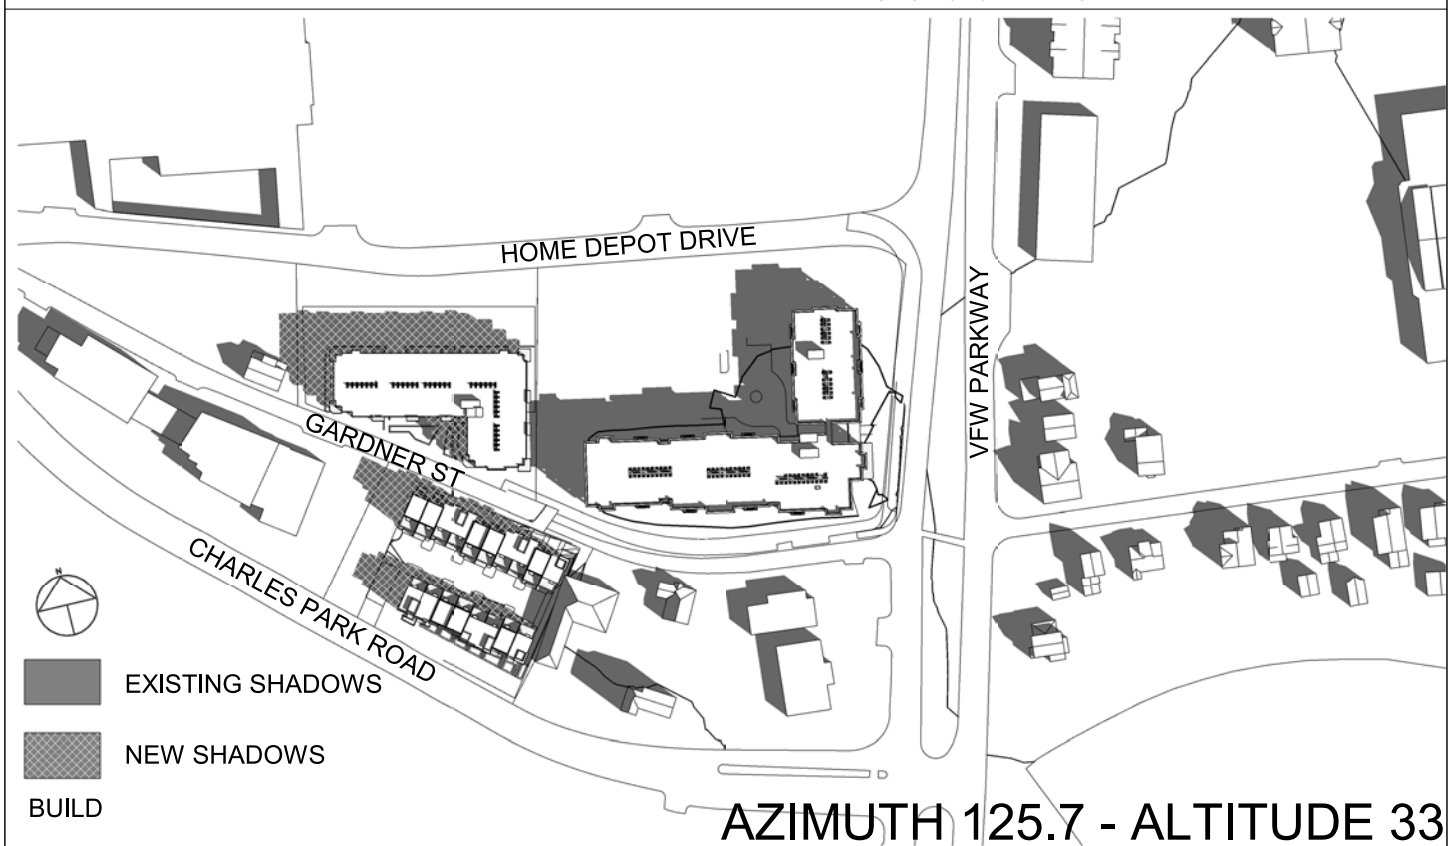 HOME DEPOT DRIVE
VFW PARKWAY
GARDNER ST
CHARLES PARK ROAD
N
EXISTING SHADOWS
NEW SHADOWS
BUILD
AZIMUTH 125.7 - ALTITUDE 33